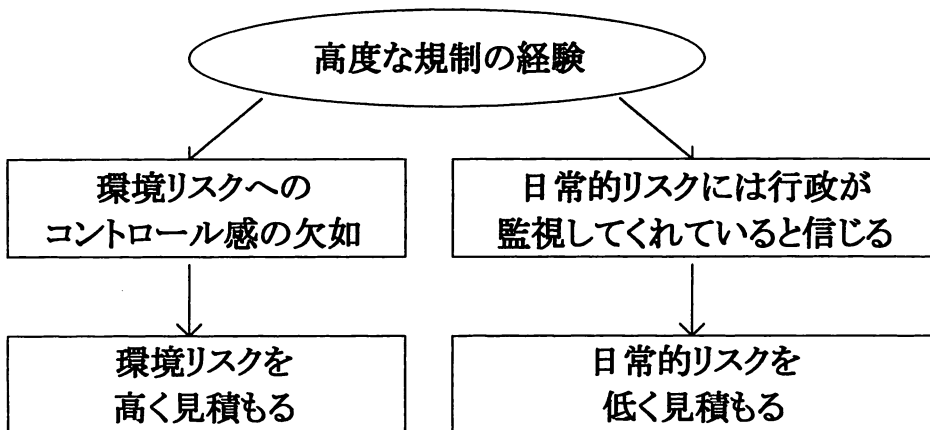 高度な規制の経験
環境リスクへの
コントロール感の欠如
日常的リスクには行政が
監視してくれていると信じる
環境リスクを
高く見積もる
日常的リスクを
低く見積もる